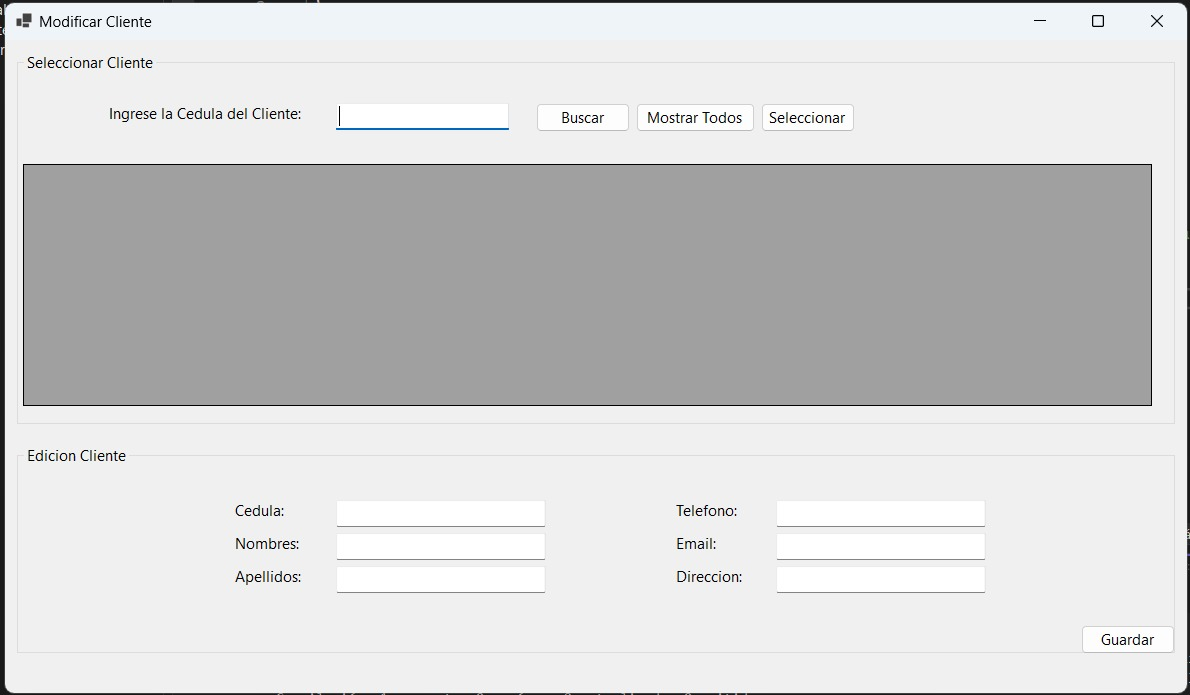 Modificar Cliente
Seleccionar Cliente
Ingrese la Cedula del Cliente:
Buscar
Mostrar Todos
Seleccionar
Edicion Cliente
Cedula:
Telefono:
Nombres:
Email:
Apellidos:
Direccion:
Guardar